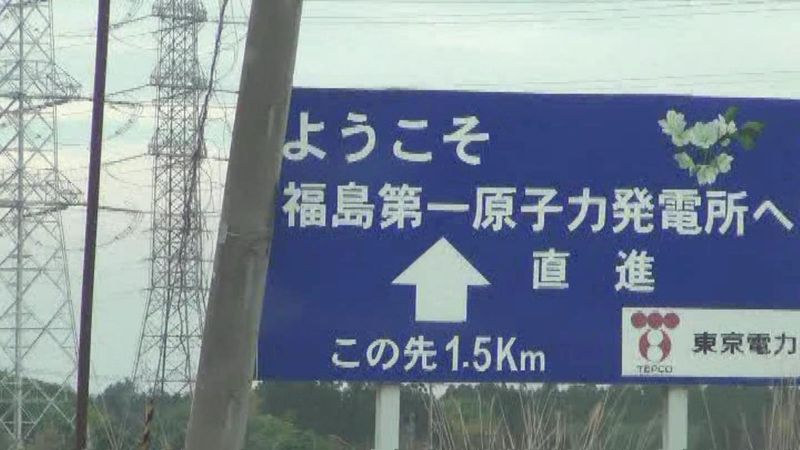 ようこそ
福島第一原子力発電所へ
直進
この先1.5Km
TEPCO
東京電力